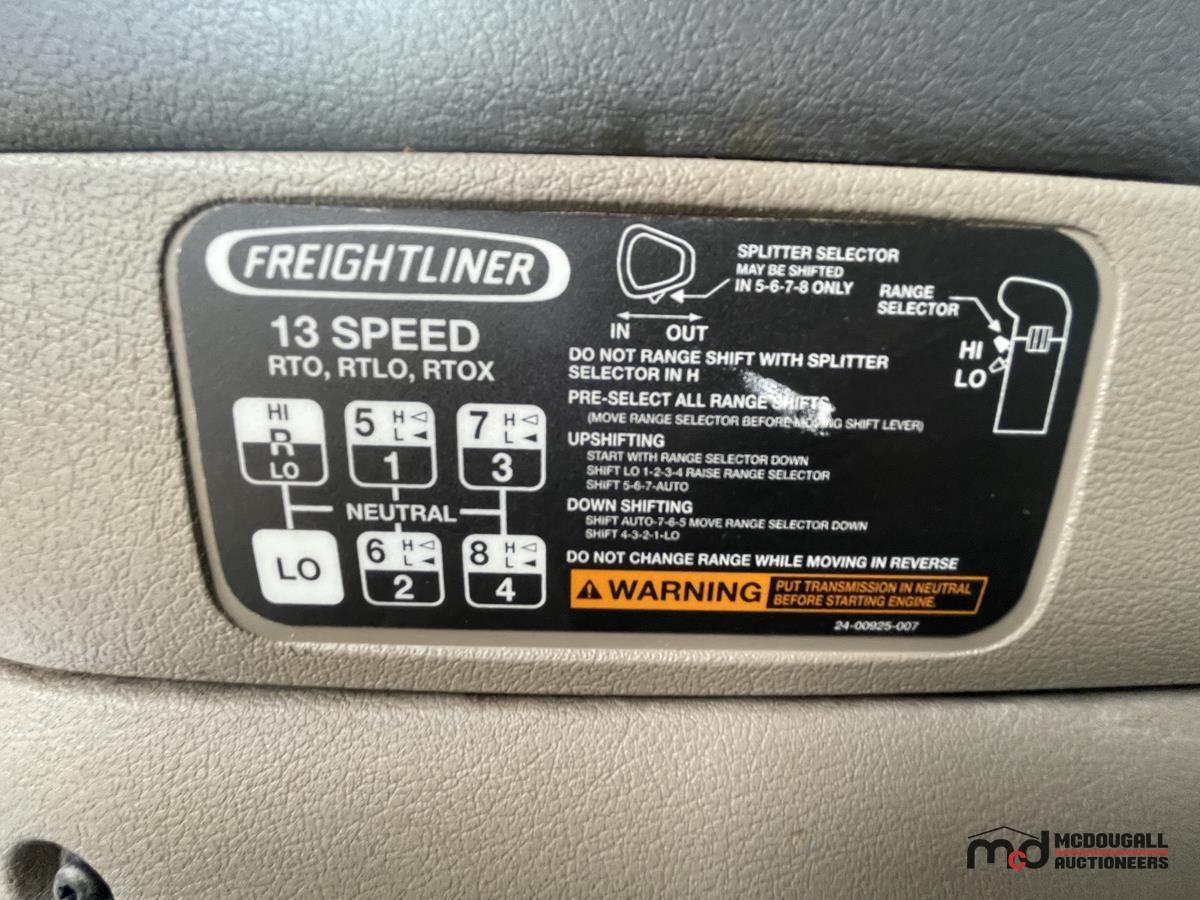 FREIGHTLINER
13 SPEED
RTO, RTLO, RTOX
HI
R
LO
5 H L
1
7 H L
3
NEUTRAL
LO
6 H L
2
8 H L
4
SPLITTER SELECTOR
MAY BE SHIFTED
IN 5-6-7-8 ONLY
IN OUT
RANGE
SELECTOR
HI
LO
DO NOT RANGE SHIFT WITH SPLITTER
SELECTOR IN H
PRE-SELECT ALL RANGE SHIFTS
(MOVE RANGE SELECTOR BEFORE MOVING SHIFT LEVER)
UPSHIFTING
START WITH RANGE SELECTOR DOWN
SHIFT LO 1-2-3-4 RAISE RANGE SELECTOR
SHIFT 5-6-7-AUTO
DOWN SHIFTING
SHIFT AUTO-7-6-5 MOVE RANGE SELECTOR DOWN
SHIFT 4-3-2-1-LO
DO NOT CHANGE RANGE WHILE MOVING IN REVERSE
WARNING
PUT TRANSMISSION IN NEUTRAL
BEFORE STARTING ENGINE.
24-00925-007
mcd
MCDOUGALL
AUCTIONEERS